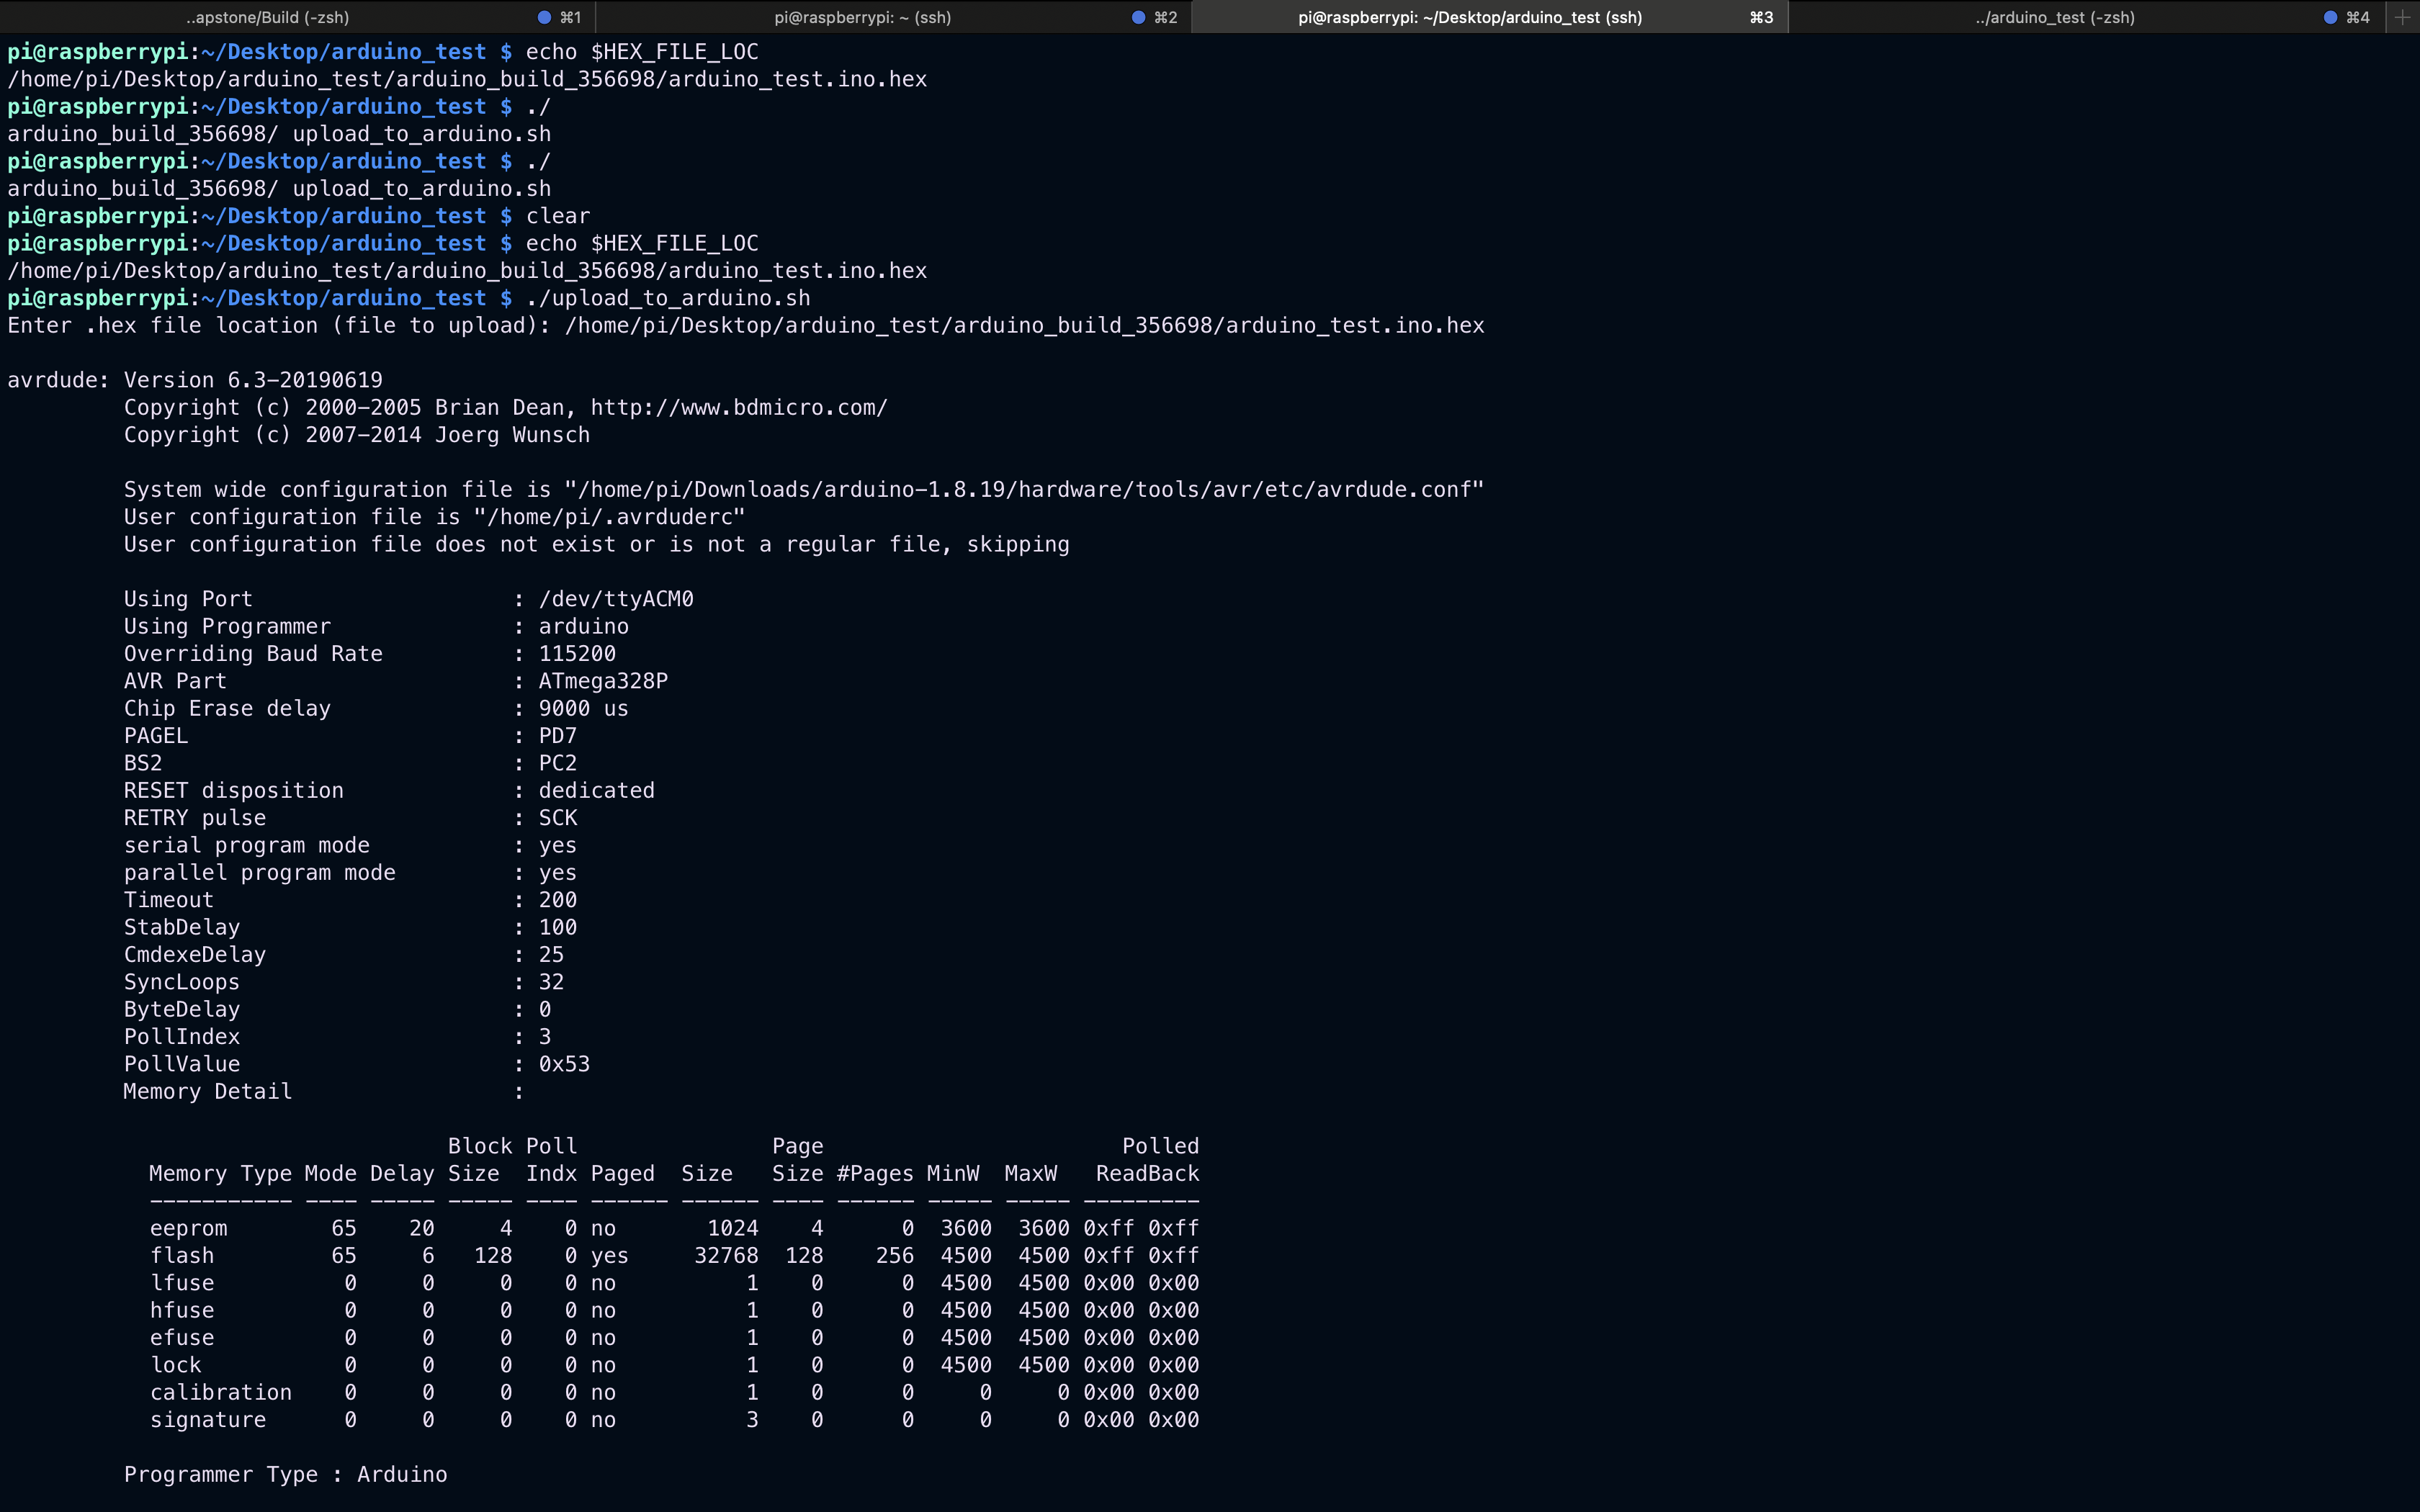 ..apstone/Build (-zsh) ⌘1 pi@raspberrypi: ~ (ssh) ⌘2 pi@raspberrypi: ~/Desktop/arduino_test (ssh) ⌘3 ../arduino_test (-zsh) ⌘4 +
pi@raspberrypi:~/Desktop/arduino_test $ echo $HEX_FILE_LOC
/home/pi/Desktop/arduino_test/arduino_build_356698/arduino_test.ino.hex
pi@raspberrypi:~/Desktop/arduino_test $ ./
arduino_build_356698/ upload_to_arduino.sh
pi@raspberrypi:~/Desktop/arduino_test $ ./
arduino_build_356698/ upload_to_arduino.sh
pi@raspberrypi:~/Desktop/arduino_test $ clear
pi@raspberrypi:~/Desktop/arduino_test $ echo $HEX_FILE_LOC
/home/pi/Desktop/arduino_test/arduino_build_356698/arduino_test.ino.hex
pi@raspberrypi:~/Desktop/arduino_test $ ./upload_to_arduino.sh
Enter .hex file location (file to upload): /home/pi/Desktop/arduino_test/arduino_build_356698/arduino_test.ino.hex
avrdude: Version 6.3-20190619
Copyright (c) 2000-2005 Brian Dean, http://www.bdmicro.com/
Copyright (c) 2007-2014 Joerg Wunsch
System wide configuration file is "/home/pi/Downloads/arduino-1.8.19/hardware/tools/avr/etc/avrdude.conf"
User configuration file is "/home/pi/.avrduderc"
User configuration file does not exist or is not a regular file, skipping
Using Port : /dev/ttyACM0
Using Programmer : arduino
Overriding Baud Rate : 115200
AVR Part : ATmega328P
Chip Erase delay : 9000 us
PAGEL : PD7
BS2 : PC2
RESET disposition : dedicated
RETRY pulse : SCK
serial program mode : yes
parallel program mode : yes
Timeout : 200
StabDelay : 100
CmdexeDelay : 25
SyncLoops : 32
ByteDelay : 0
PollIndex : 3
PollValue : 0x53
Memory Detail :
Block Poll Page Polled
Memory Type Mode Delay Size Indx Paged Size Size #Pages MinW MaxW ReadBack
----------- ---- ----- ----- ---- ------ ------ ---- ------ ----- ----- ---------
eeprom 65 20 4 0 no 1024 4 0 3600 3600 0xff 0xff
flash 65 6 128 0 yes 32768 128 256 4500 4500 0xff 0xff
lfuse 0 0 0 0 no 1 0 0 4500 4500 0x00 0x00
hfuse 0 0 0 0 no 1 0 0 4500 4500 0x00 0x00
efuse 0 0 0 0 no 1 0 0 4500 4500 0x00 0x00
lock 0 0 0 0 no 1 0 0 4500 4500 0x00 0x00
calibration 0 0 0 0 no 1 0 0 0 0 0x00 0x00
signature 0 0 0 0 no 3 0 0 0 0 0x00 0x00
Programmer Type : Arduino